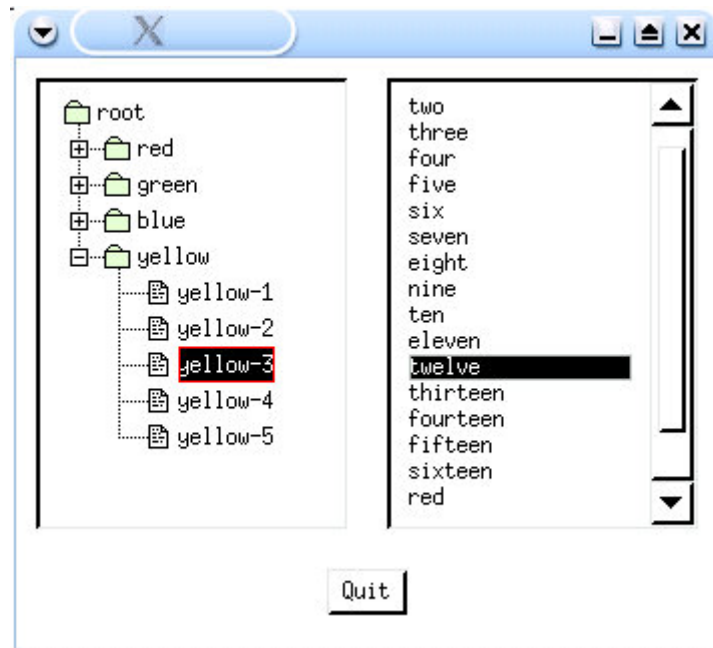 root
red
green
blue
yellow
yellow-1
yellow-2
yellow-3
yellow-4
yellow-5
two
three
four
five
six
seven
eight
nine
ten
eleven
twelve
thirteen
fourteen
fifteen
sixteen
red
Quit